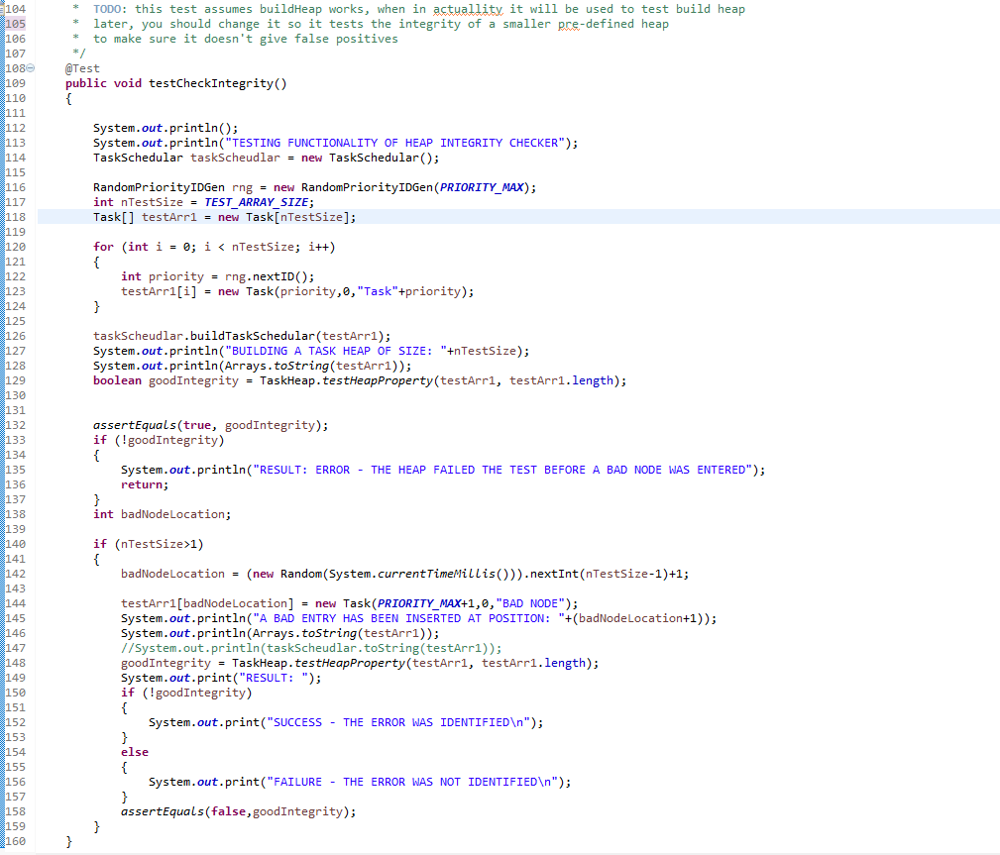 104 * TODO: this test assumes buildHeap works, when in actuallity it will be used to test build heap
105 * later, you should change it so it tests the integrity of a smaller pre-defined heap
106 * to make sure it doesn't give false positives
107 */
108 @Test
109 public void testCheckIntegrity()
110 {
111
112 System.out.println();
113 System.out.println("TESTING FUNCTIONALITY OF HEAP INTEGRITY CHECKER");
114 TaskSchedular taskScheudlar = new TaskSchedular();
115
116 RandomPriorityIDGen rng = new RandomPriorityIDGen(PRIORITY_MAX);
117 int nTestSize = TEST_ARRAY_SIZE;
118 Task[] testArr1 = new Task[nTestSize];
119
120 for (int i = 0; i < nTestSize; i++)
121 {
122 int priority = rng.nextID();
123 testArr1[i] = new Task(priority,0,"Task"+priority);
124 }
125
126 taskScheudlar.buildTaskSchedular(testArr1);
127 System.out.println("BUILDING A TASK HEAP OF SIZE: "+nTestSize);
128 System.out.println(Arrays.toString(testArr1));
129 boolean goodIntegrity = TaskHeap.testHeapProperty(testArr1, testArr1.length);
130
131
132 assertEquals(true, goodIntegrity);
133 if (!goodIntegrity)
134 {
135 System.out.println("RESULT: ERROR - THE HEAP FAILED THE TEST BEFORE A BAD NODE WAS ENTERED");
136 return;
137 }
138 int badNodeLocation;
139
140 if (nTestSize>1)
141 {
142 badNodeLocation = (new Random(System.currentTimeMillis())).nextInt(nTestSize-1)+1;
143
144 testArr1[badNodeLocation] = new Task(PRIORITY_MAX+1,0,"BAD NODE");
145 System.out.println("A BAD ENTRY HAS BEEN INSERTED AT POSITION: "+(badNodeLocation+1));
146 System.out.println(Arrays.toString(testArr1));
147 //System.out.println(taskScheudlar.toString(testArr1));
148 goodIntegrity = TaskHeap.testHeapProperty(testArr1, testArr1.length);
149 System.out.print("RESULT: ");
150 if (!goodIntegrity)
151 {
152 System.out.print("SUCCESS - THE ERROR WAS IDENTIFIED\n");
153 }
154 else
155 {
156 System.out.print("FAILURE - THE ERROR WAS NOT IDENTIFIED\n");
157 }
158 assertEquals(false,goodIntegrity);
159 }
160 }